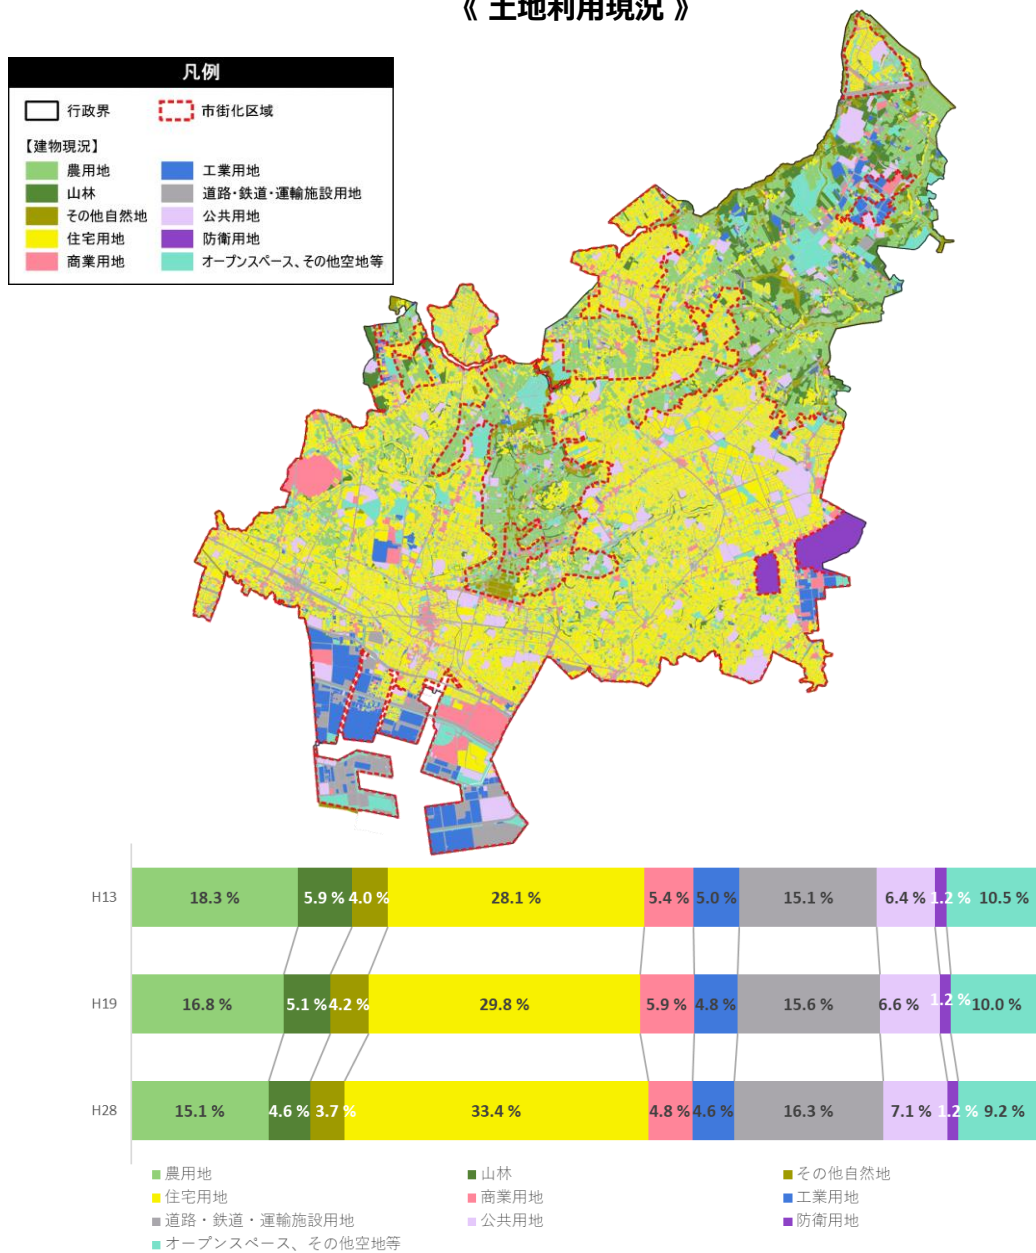 《 土地利用現況 》
凡例
行政界 市街化区域
【建物現況】
農用地 工業用地
山林 道路・鉄道・運輸施設用地
その他自然地 公共用地
住宅用地 防衛用地
商業用地 オープンスペース、その他空地等
H13 18.3 % 5.9 % 4.0 % 28.1 % 5.4 % 5.0 % 15.1 % 6.4 % 1.2 % 10.5 %
H19 16.8 % 5.1 % 4.2 % 29.8 % 5.9 % 4.8 % 15.6 % 6.6 % 1.2 % 10.0 %
H28 15.1 % 4.6 % 3.7 % 33.4 % 4.8 % 4.6 % 16.3 % 7.1 % 1.2 % 9.2 %
農用地 山林 その他自然地
住宅用地 商業用地 工業用地
道路・鉄道・運輸施設用地 公共用地 防衛用地
オープンスペース、その他空地等